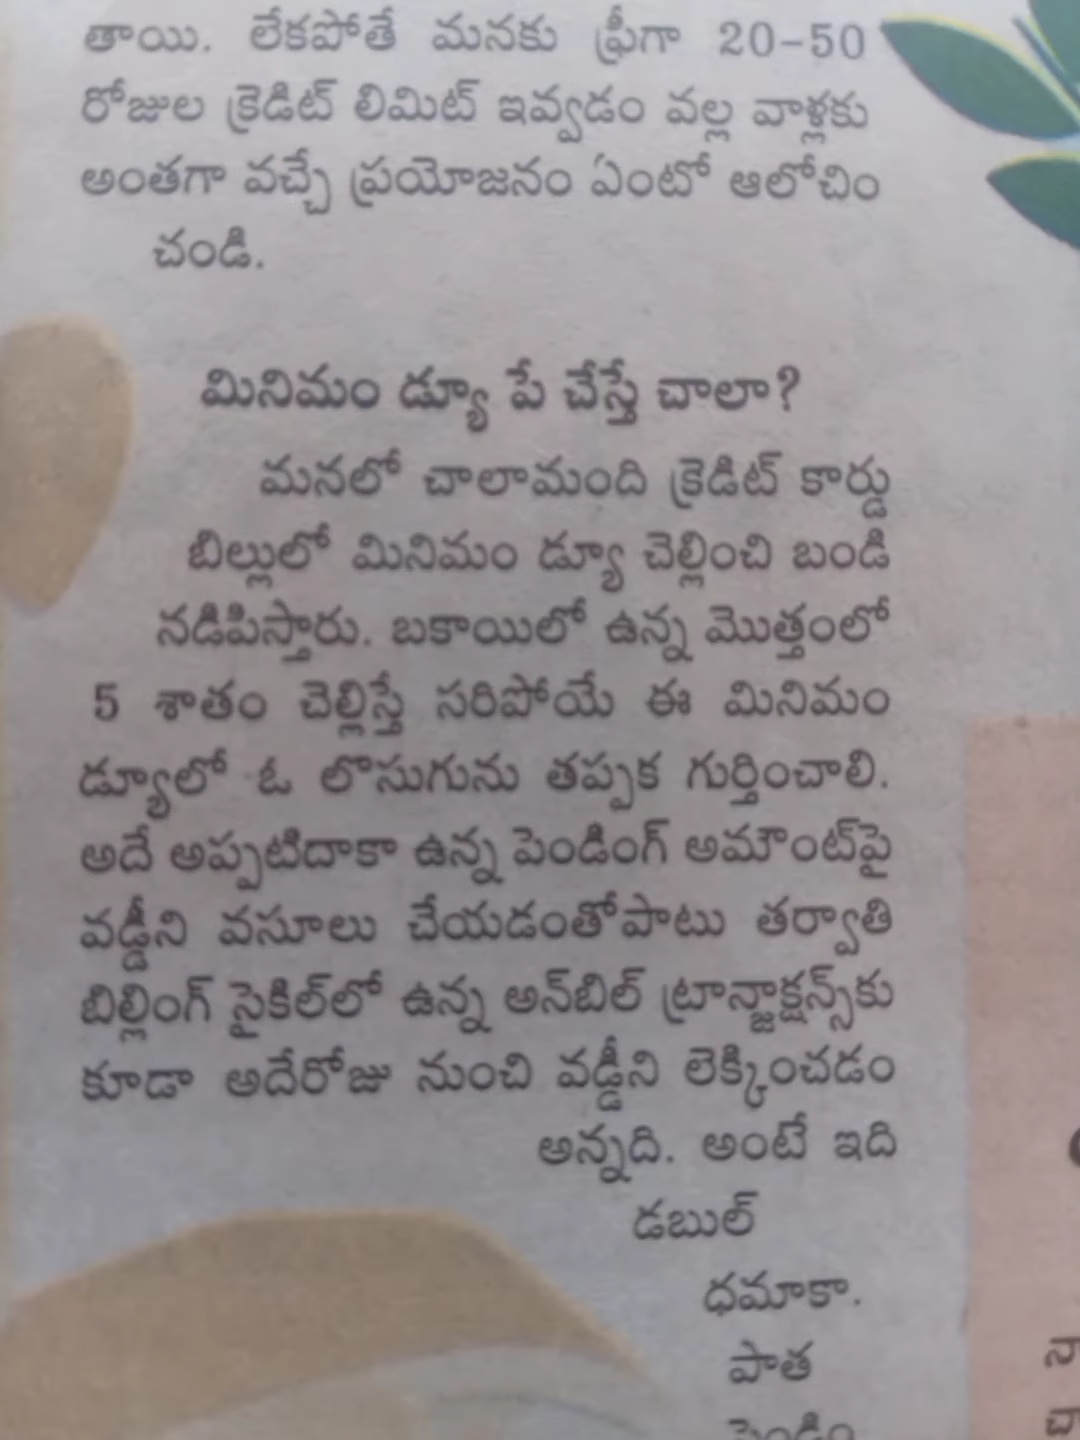 తాయి. లేకపోతే మనకు ఫ్రీగా 20-50
రోజుల క్రెడిట్ లిమిట్ ఇవ్వడం వల్ల వాళ్లకు
అంతగా వచ్చే ప్రయోజనం ఏంటో ఆలోచిం
చండి.
మినిమం డ్యూ పే చేస్తే చాలా?
మనలో చాలామంది క్రెడిట్ కార్డు
బిల్లులో మినిమం డ్యూ చెల్లించి బండి
నడిపిస్తారు. బకాయిలో ఉన్న మొత్తంలో
5 శాతం చెల్లిస్తే సరిపోయే ఈ మినిమం
డ్యూలో ఓ లొసుగును తప్పక గుర్తించాలి.
అదే అప్పటిదాకా ఉన్న పెండింగ్ అమౌంట్‌పై
వడ్డీని వసూలు చేయడంతోపాటు తర్వాతి
బిల్లింగ్ సైకిల్‌లో ఉన్న అన్‌బిల్ ట్రాన్జాక్షన్స్‌కు
కూడా అదేరోజు నుంచి వడ్డీని లెక్కించడం
అన్నది. అంటే ఇది
డబుల్
ధమాకా.
పాత